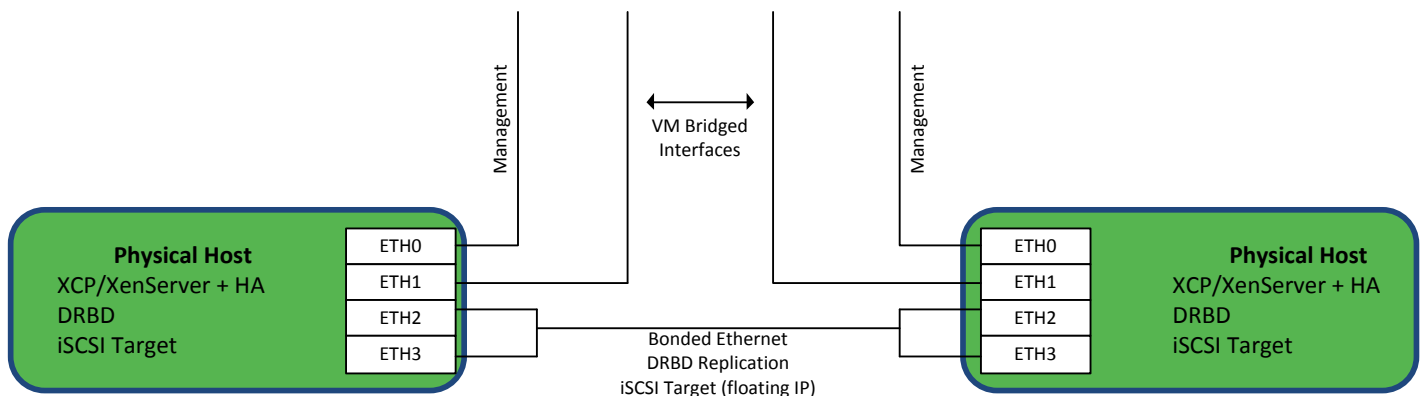 Management
VM Bridged
Interfaces
Management
Physical Host
XCP/XenServer + HA
DRBD
iSCSI Target
ETH0
ETH1
ETH2
ETH3
Bonded Ethernet
DRBD Replication
iSCSI Target (floating IP)
ETH0
ETH1
ETH2
ETH3
Physical Host
XCP/XenServer + HA
DRBD
iSCSI Target